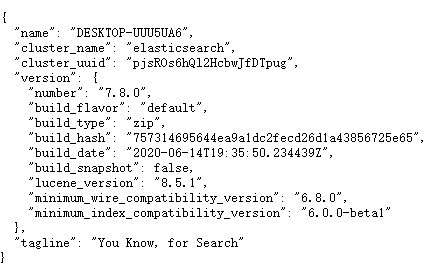 {
  "name": "DESKTOP-UUU5UA6",
  "cluster_name": "elasticsearch",
  "cluster_uuid": "pjsROs6hQl2HcbwJfDTpug",
  "version": {
    "number": "7.8.0",
    "build_flavor": "default",
    "build_type": "zip",
    "build_hash": "757314695644ea9a1dc2fecd26d1a43856725e65",
    "build_date": "2020-06-14T19:35:50.234439Z",
    "build_snapshot": false,
    "lucene_version": "8.5.1",
    "minimum_wire_compatibility_version": "6.8.0",
    "minimum_index_compatibility_version": "6.0.0-beta1"
  },
  "tagline": "You Know, for Search"
}